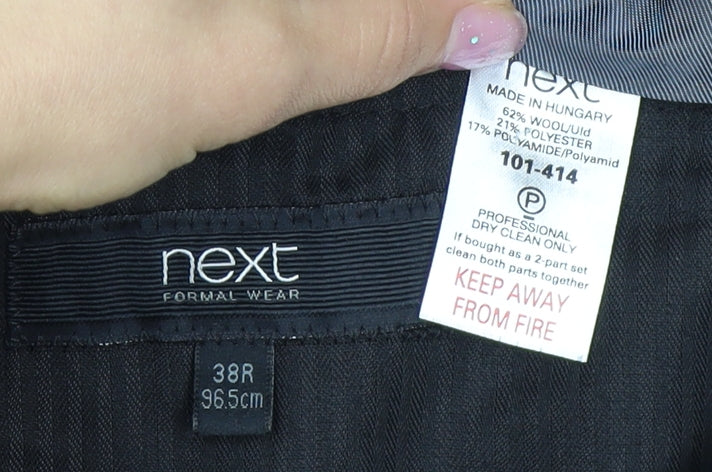 next
MADE IN HUNGARY
62% WOOL/Uld
21% POLYESTER
17% POLYAMIDE/Polyamid
101-414
P
PROFESSIONAL
DRY CLEAN ONLY
If bought as a 2-part set
clean both parts together
KEEP AWAY
FROM FIRE
next
FORMAL WEAR
38R
96.5cm